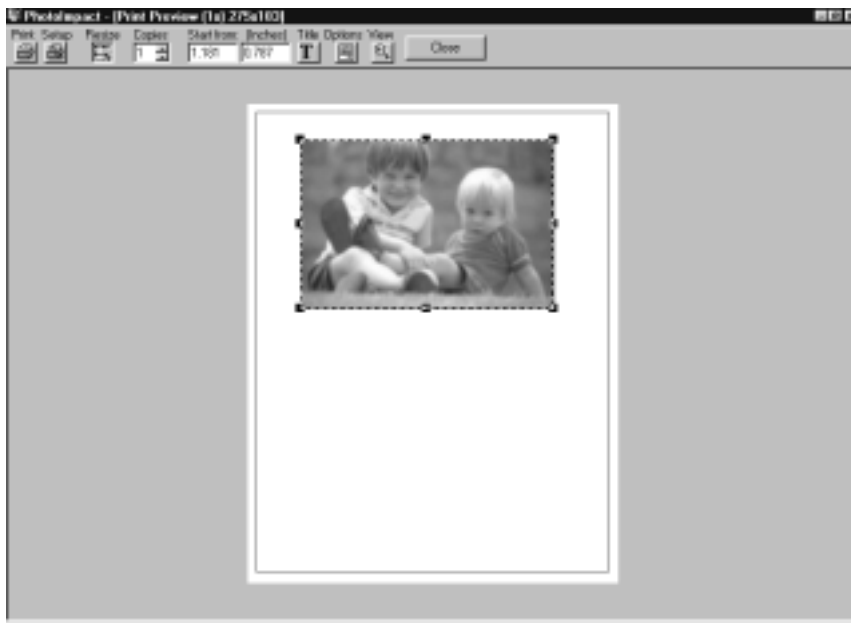 PhotoImpact - [Print Preview (1x) 275x183]
Print Setup Resize Copies Start from: (Inches) Title Options View
1 1.181 0.787 T Close